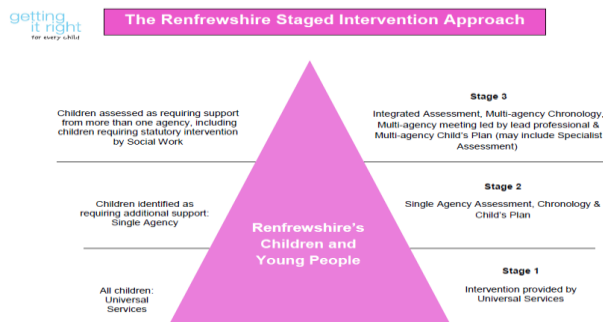 getting
it right
for every child
The Renfrewshire Staged Intervention Approach
Children assessed as requiring support
from more than one agency, including
children requiring statutory intervention
by Social Work
Stage 3
Integrated Assessment, Multi-agency Chronology,
Multi-agency meeting led by lead professional &
Multi-agency Child's Plan (may include Specialist
Assessment)
Children identified as
requiring additional support:
Single Agency
Stage 2
Single Agency Assessment, Chronology &
Child's Plan
Renfrewshire's
Children and
Young People
All children:
Universal
Services
Stage 1
Intervention provided by
Universal Services